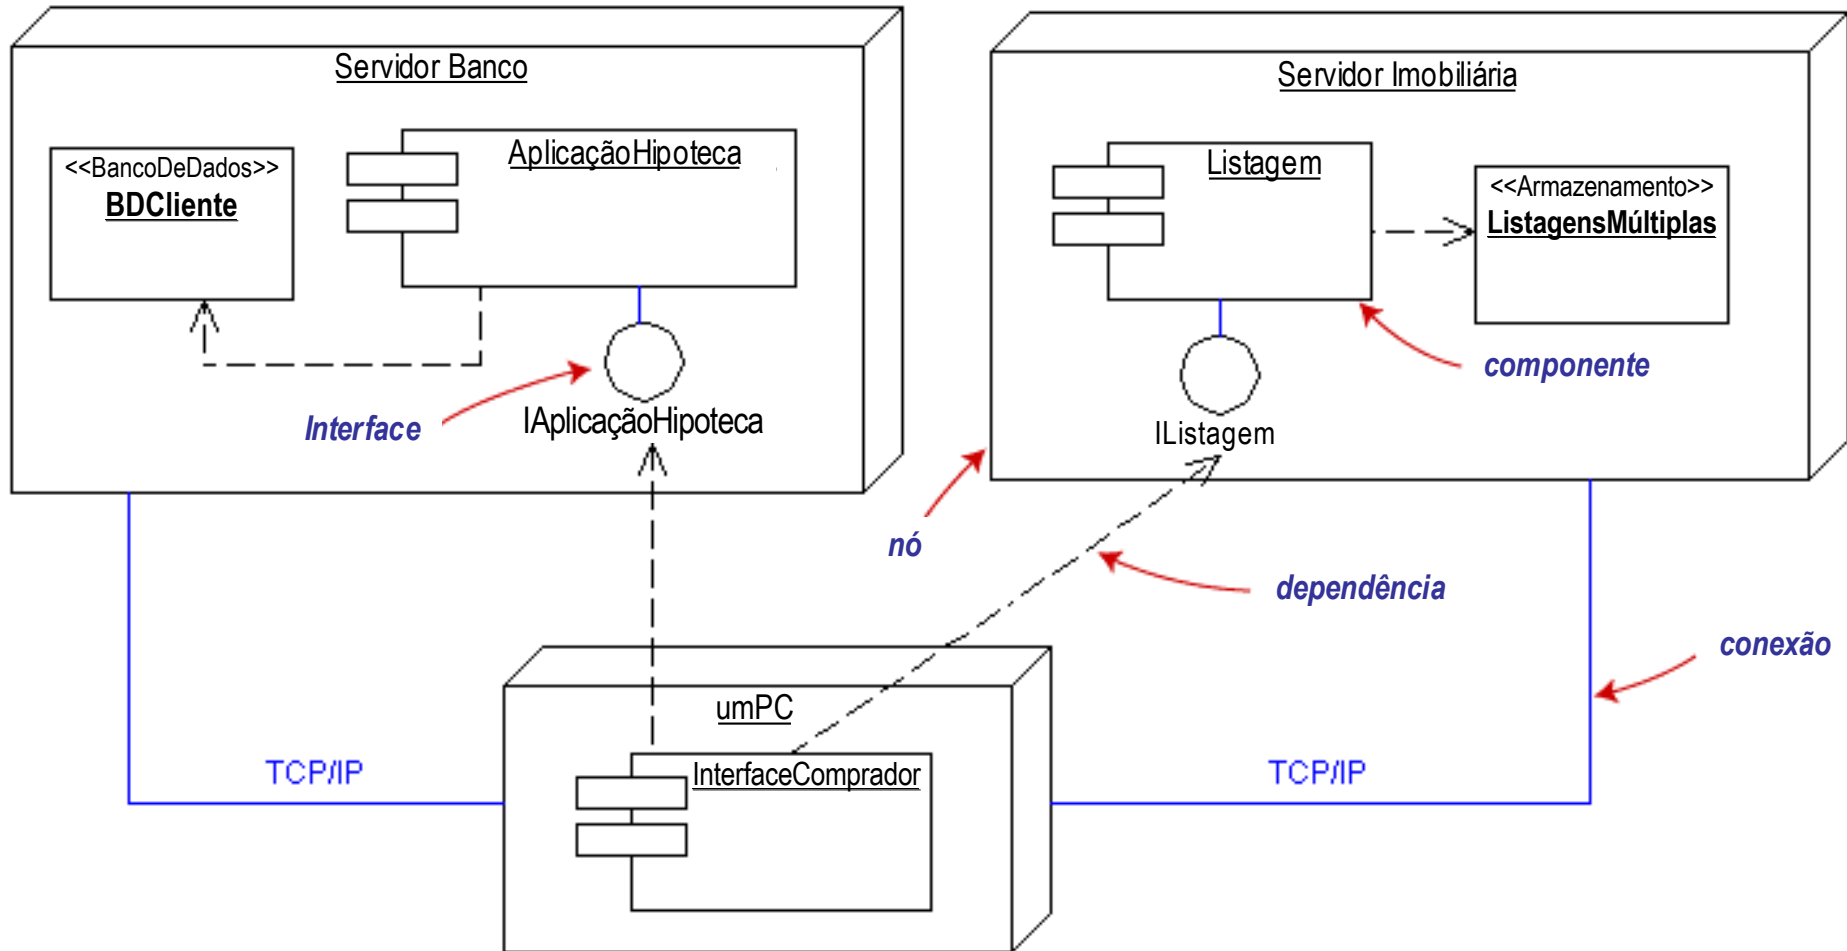 Servidor Banco
<<BancoDeDados>>
BDCliente
AplicaçãoHipoteca
Interface
IAplicaçãoHipoteca
Servidor Imobiliária
Listagem
<<Armazenamento>>
ListagensMúltiplas
componente
IListagem
nó
dependência
conexão
umPC
InterfaceComprador
TCP/IP
TCP/IP